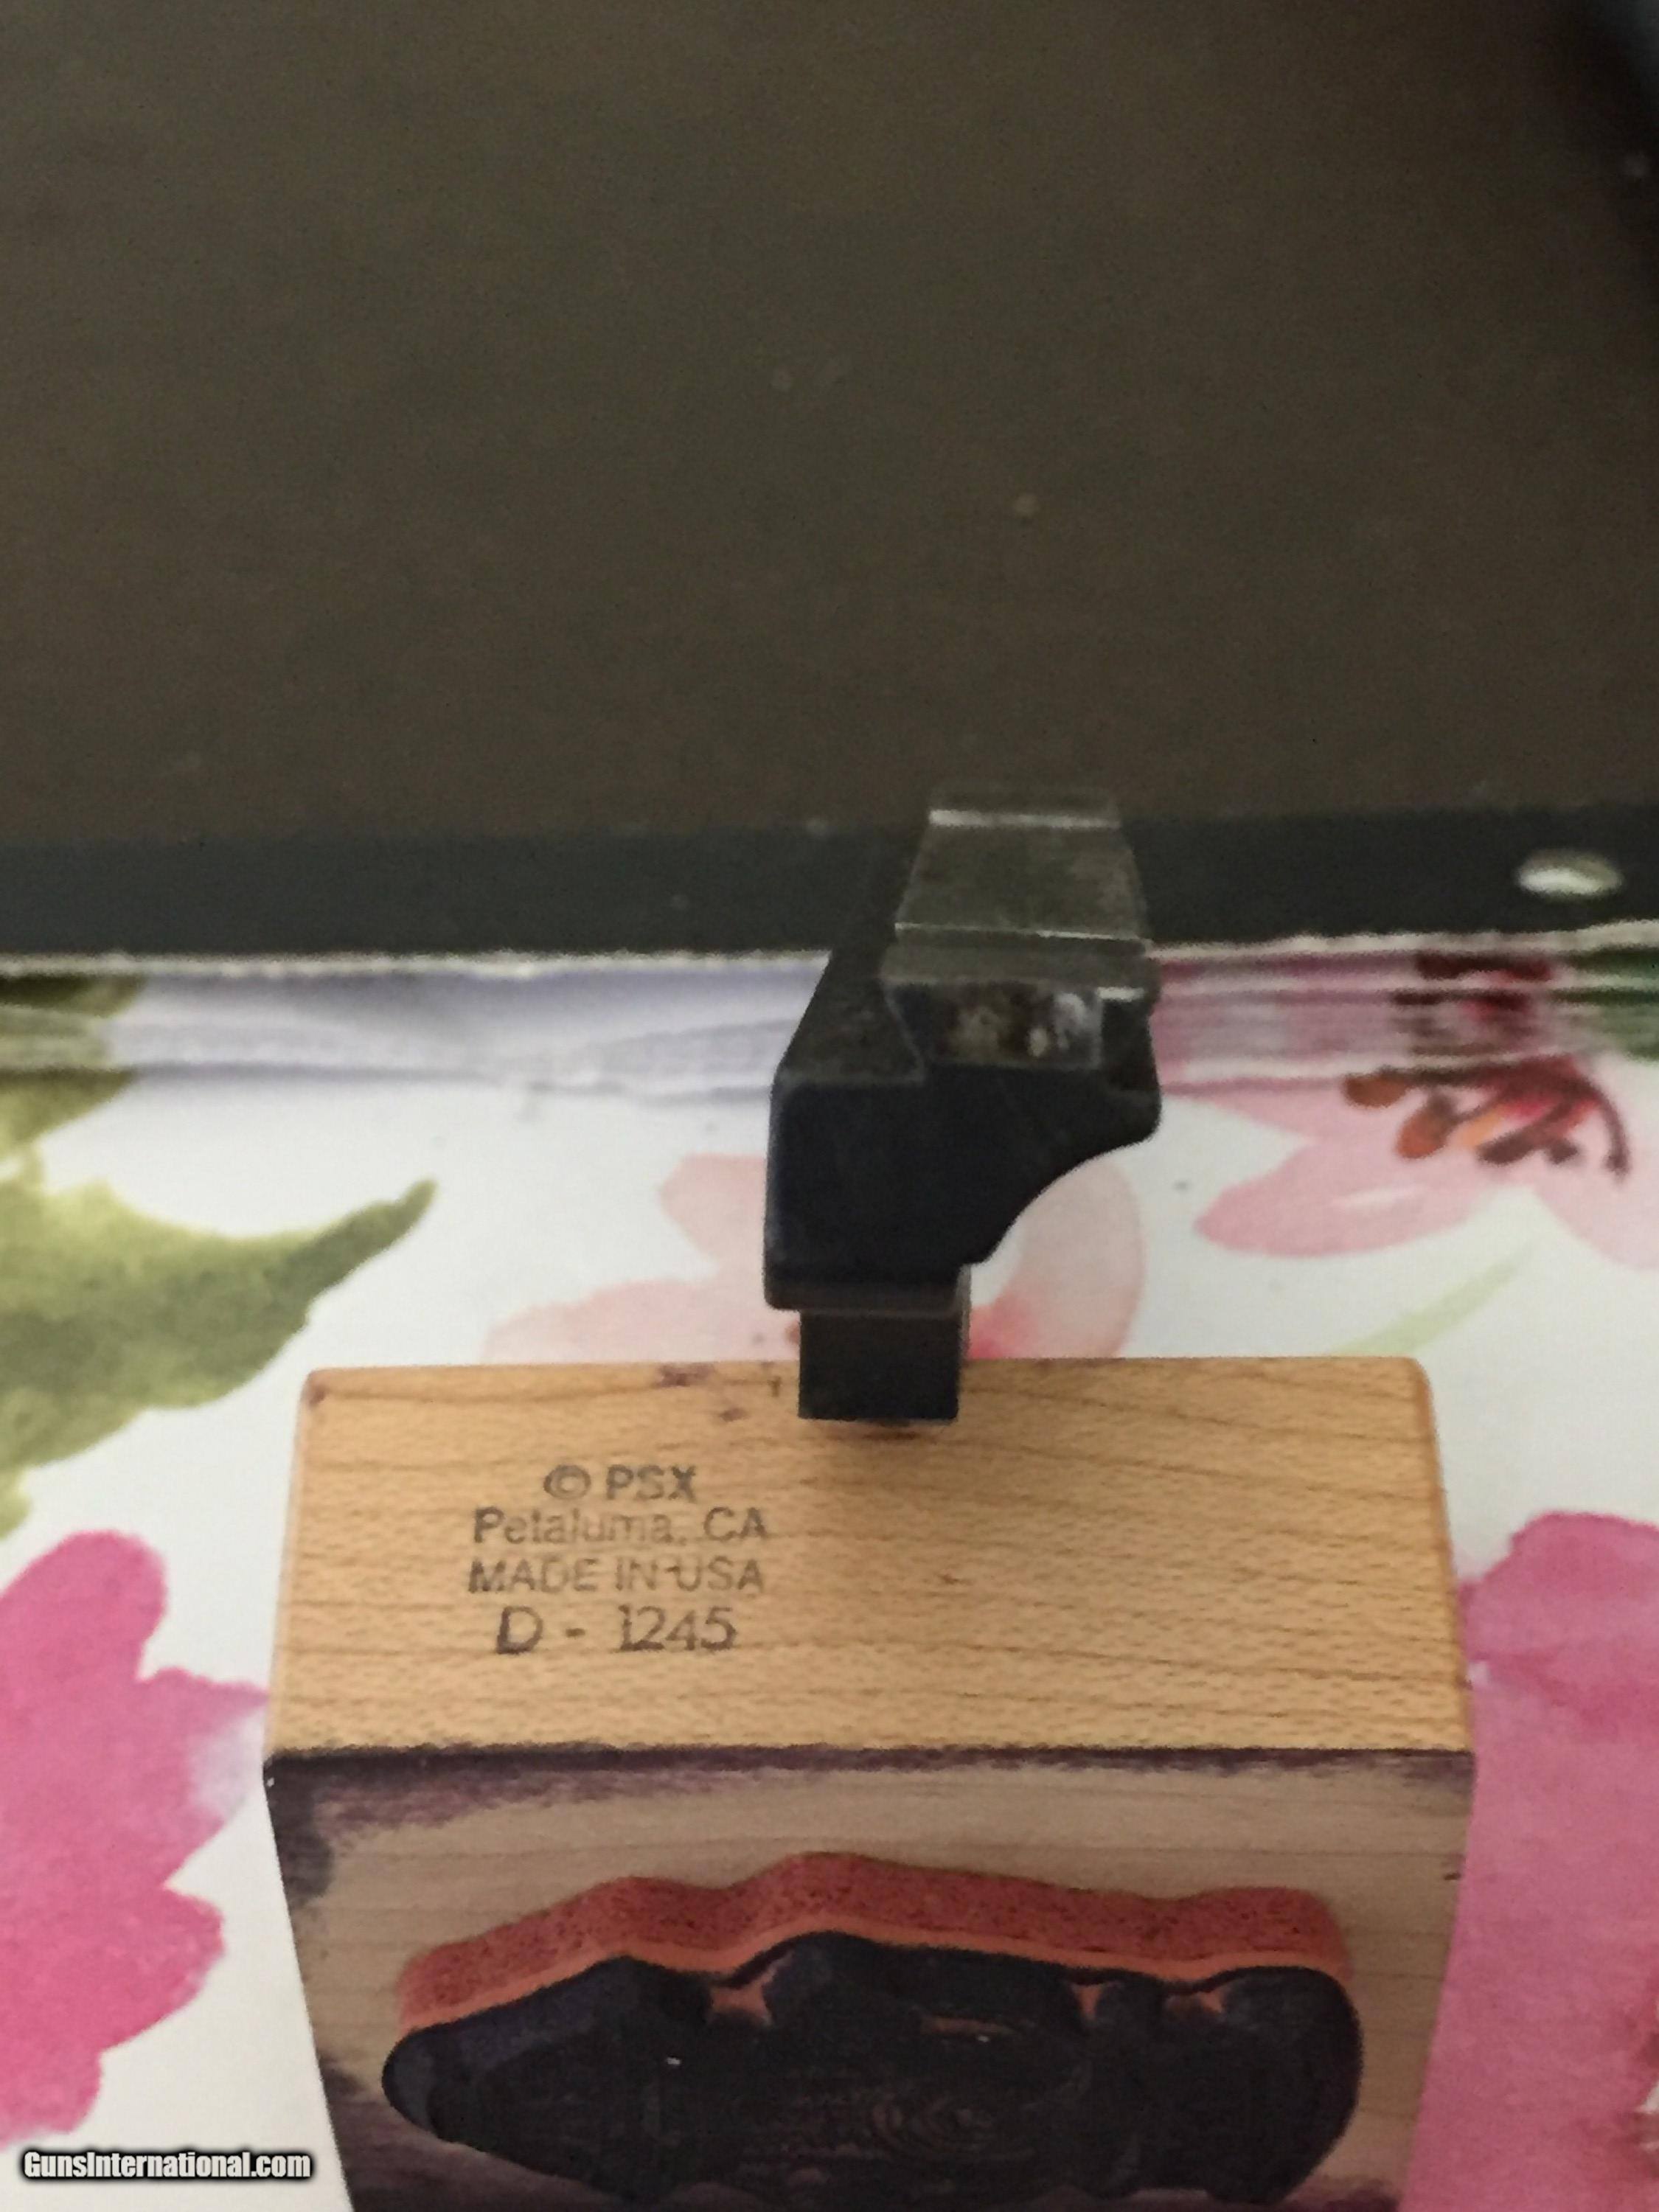 © PSX
Petaluma, CA
MADE IN USA
D - 1245
GunsInternational.com